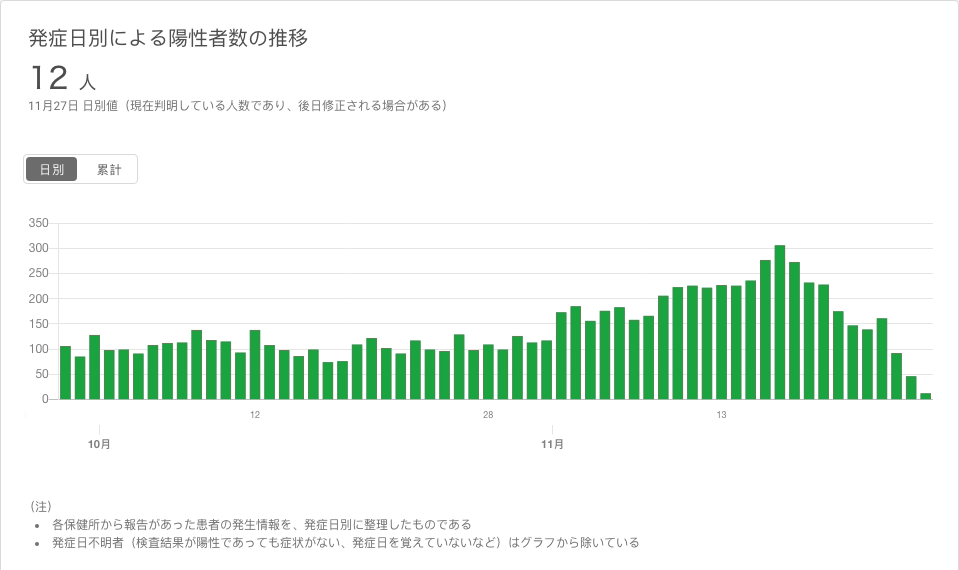 発症日別による陽性者数の推移
12 人
11月27日 日別値（現在判明している人数であり、後日修正される場合がある）
日別 累計
350
300
250
200
150
100
50
0
12 28 13
10月 11月
（注）
• 各保健所から報告があった患者の発生情報を、発症日別に整理したものである
• 発症日不明者（検査結果が陽性であっても症状がない、発症日を覚えていないなど）はグラフから除いている